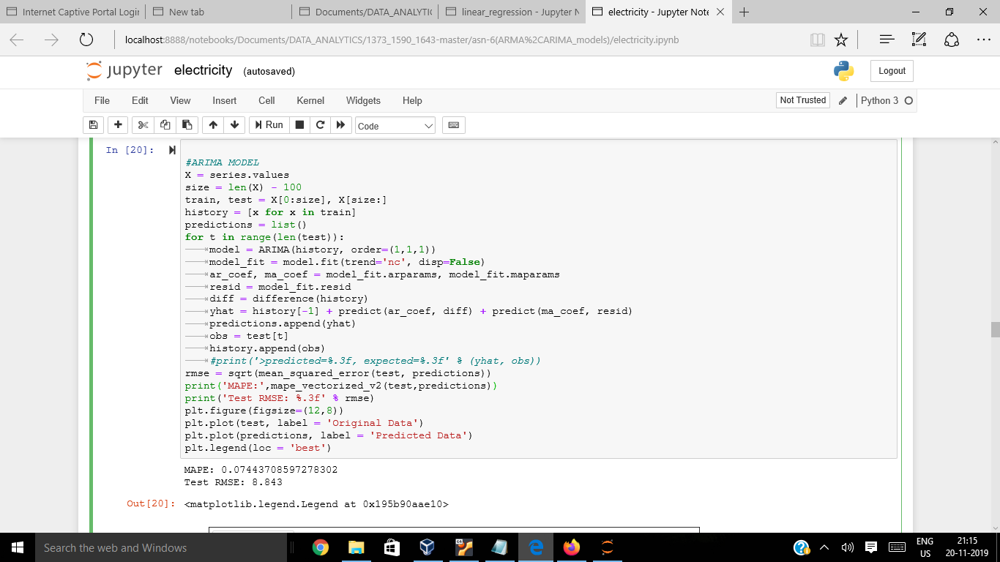 Internet Captive Portal Login
New tab
Documents/DATA_ANALYTIC
linear_regression - Jupyter N
electricity - Jupyter Note
localhost:8888/notebooks/Documents/DATA_ANALYTICS/1373_1590_1643-master/asn-6(ARMA%2CARIMA_models)/electricity.ipynb
jupyter electricity (autosaved)
Logout
File Edit View Insert Cell Kernel Widgets Help
Not Trusted
Python 3
Run
Code
In [20]:
#ARIMA MODEL
X = series.values
size = len(X) - 100
train, test = X[0:size], X[size:]
history = [x for x in train]
predictions = list()
for t in range(len(test)):
model = ARIMA(history, order=(1,1,1))
model_fit = model.fit(trend='nc', disp=False)
ar_coef, ma_coef = model_fit.arparams, model_fit.maparams
resid = model_fit.resid
diff = difference(history)
yhat = history[-1] + predict(ar_coef, diff) + predict(ma_coef, resid)
predictions.append(yhat)
obs = test[t]
history.append(obs)
#print('>predicted=%.3f, expected=%.3f' % (yhat, obs))
rmse = sqrt(mean_squared_error(test, predictions))
print('MAPE:',mape_vectorized_v2(test,predictions))
print('Test RMSE: %.3f' % rmse)
plt.figure(figsize=(12,8))
plt.plot(test, label = 'Original Data')
plt.plot(predictions, label = 'Predicted Data')
plt.legend(loc = 'best')
MAPE: 0.07443708597278302
Test RMSE: 8.843
Out[20]: <matplotlib.legend.Legend at 0x195b90aae10>
Search the web and Windows
64
ENG
US
21:15
20-11-2019